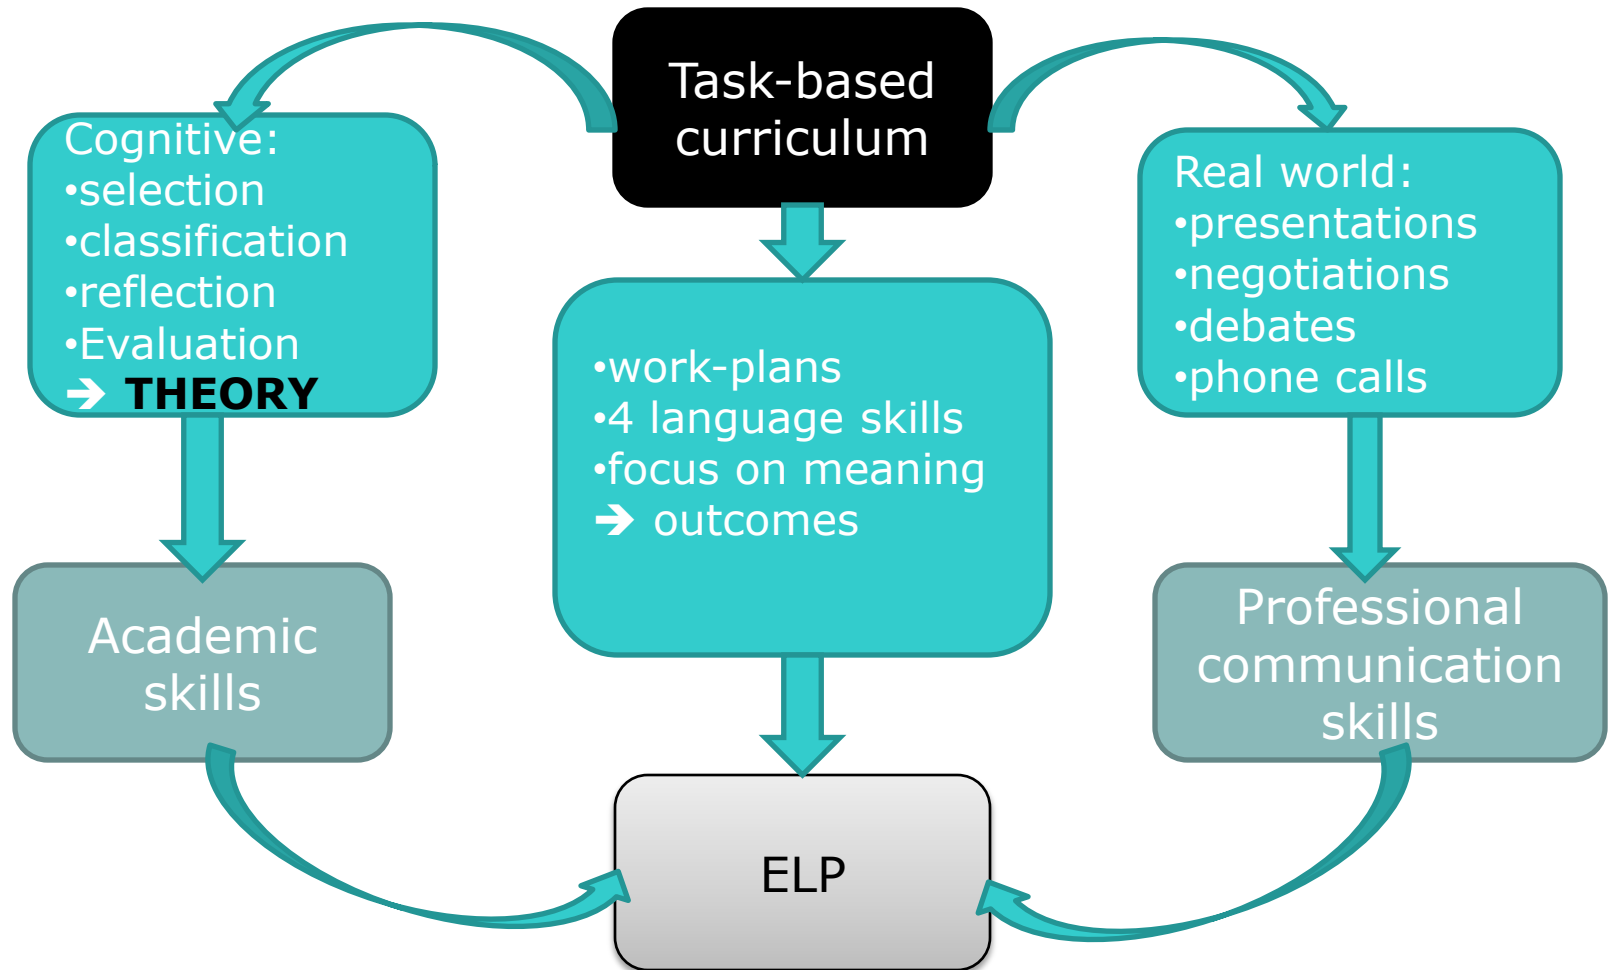 Task-based
curriculum
Cognitive:
•selection
•classification
•reflection
•Evaluation
➔ THEORY
•work-plans
•4 language skills
•focus on meaning
➔ outcomes
Real world:
•presentations
•negotiations
•debates
•phone calls
Academic
skills
Professional
communication
skills
ELP